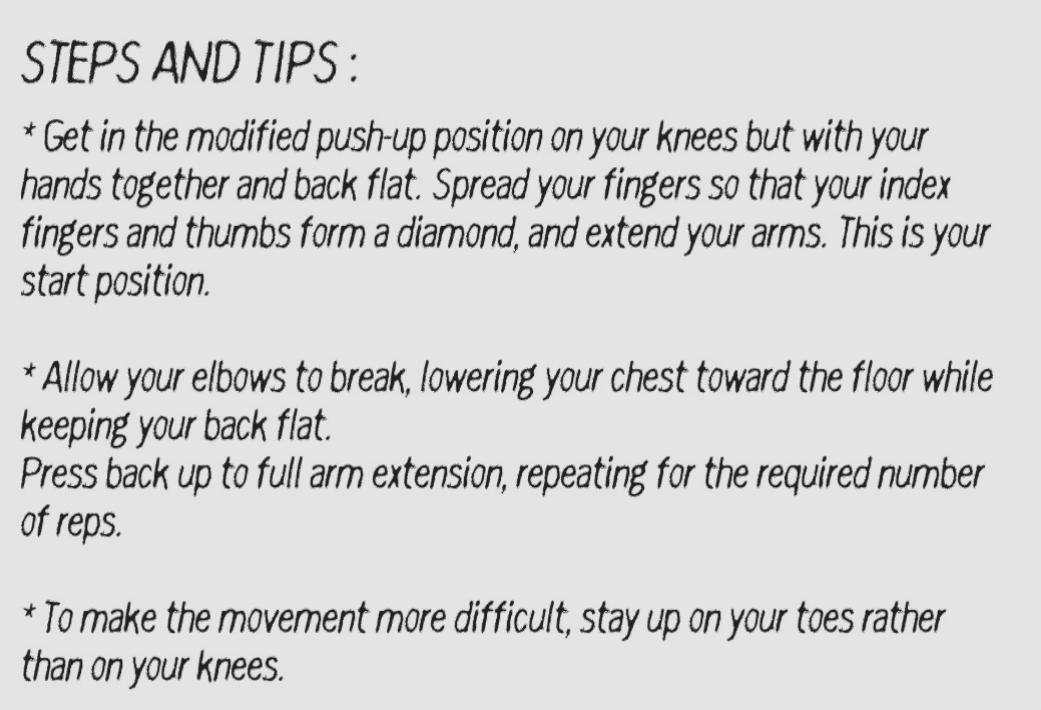 STEPS AND TIPS :
* Get in the modified push-up position on your knees but with your
hands together and back flat. Spread your fingers so that your index
fingers and thumbs form a diamond, and extend your arms. This is your
start position.
* Allow your elbows to break, lowering your chest toward the floor while
keeping your back flat.
Press back up to full arm extension, repeating for the required number
of reps.
* To make the movement more difficult, stay up on your toes rather
than on your knees.